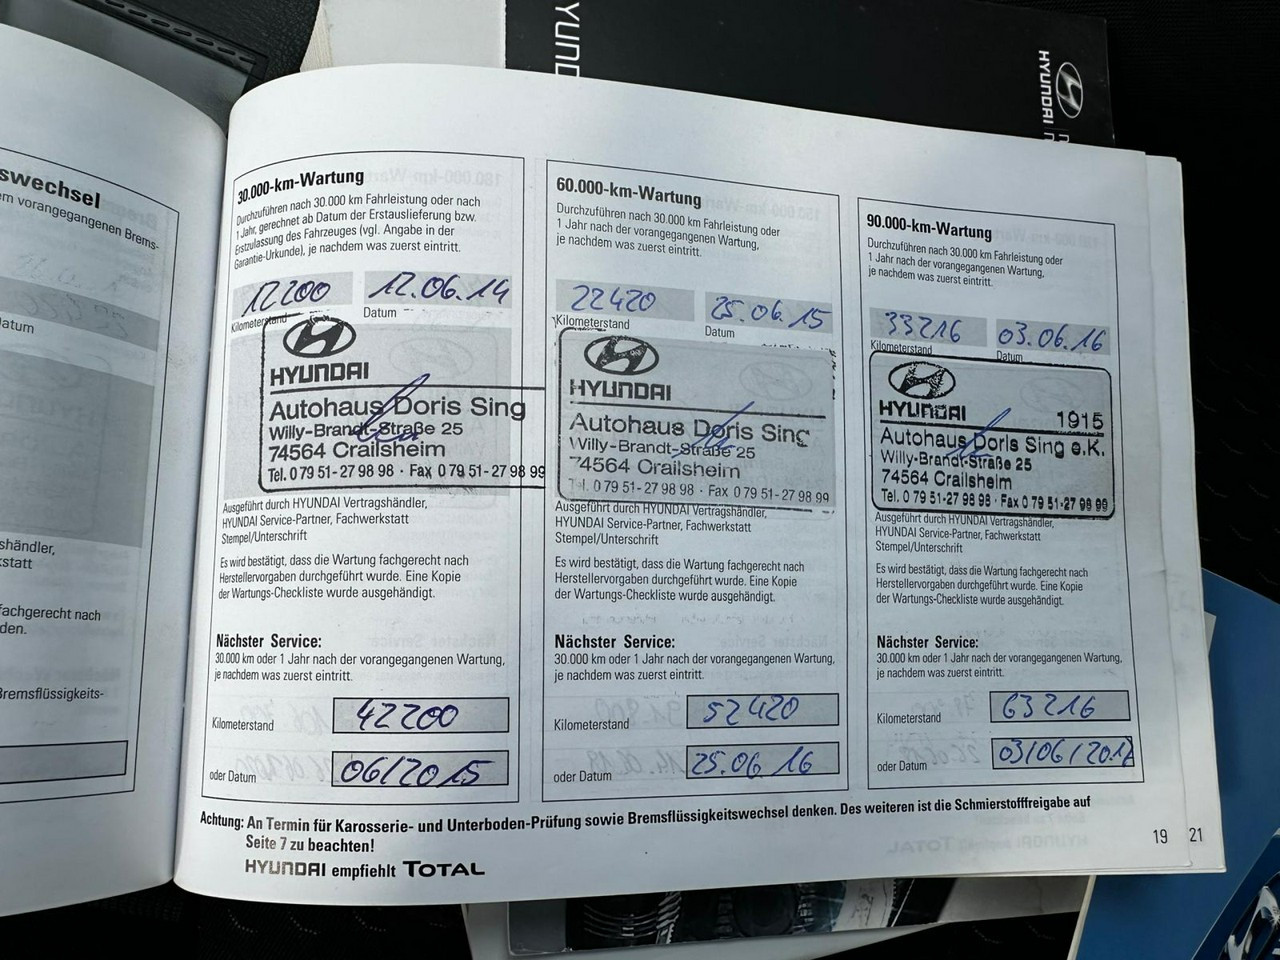 HYUNDAI
HYUNDAI
swechsel
m vorangegangenen Brems-
atum
shändler,
statt
fachgerecht nach
den.
Bremsflüssigkeits-
30.000-km-Wartung
Durchzuführen nach 30.000 km Fahrleistung oder nach
1 Jahr, gerechnet ab Datum der Erstauslieferung bzw.
Erstzulassung des Fahrzeuges (vgl. Angabe in der
Garantie-Urkunde), je nachdem was zuerst eintritt.
12200 12.06.14
Kilometerstand Datum
HYUNDAI
Autohaus Doris Sing
Willy-Brandt-Straße 25
74564 Crailsheim
Tel. 0 79 51-27 98 98 · Fax 0 79 51-27 98 99
Ausgeführt durch HYUNDAI Vertragshändler,
HYUNDAI Service-Partner, Fachwerkstatt
Stempel/Unterschrift
Es wird bestätigt, dass die Wartung fachgerecht nach
Herstellervorgaben durchgeführt wurde. Eine Kopie
der Wartungs-Checkliste wurde ausgehändigt.
Nächster Service:
30.000 km oder 1 Jahr nach der vorangegangenen Wartung,
je nachdem was zuerst eintritt.
Kilometerstand 42200
oder Datum 06/2015
60.000-km-Wartung
Durchzuführen nach 30.000 km Fahrleistung oder
1 Jahr nach der vorangegangenen Wartung,
je nachdem was zuerst eintritt.
22420 25.06.15
Kilometerstand Datum
HYUNDAI
Autohaus Doris Sing
Willy-Brandt-Straße 25
74564 Crailsheim
Tel. 0 79 51-27 98 98 · Fax 0 79 51-27 98 99
Ausgeführt durch HYUNDAI Vertragshändler,
HYUNDAI Service-Partner, Fachwerkstatt
Stempel/Unterschrift
Es wird bestätigt, dass die Wartung fachgerecht nach
Herstellervorgaben durchgeführt wurde. Eine Kopie
der Wartungs-Checkliste wurde ausgehändigt.
Nächster Service:
30.000 km oder 1 Jahr nach der vorangegangenen Wartung,
je nachdem was zuerst eintritt.
Kilometerstand 52420
oder Datum 25.06 16
90.000-km-Wartung
Durchzuführen nach 30.000 km Fahrleistung oder
1 Jahr nach der vorangegangenen Wartung,
je nachdem was zuerst eintritt.
33216 03.06.16
Kilometerstand Datum
HYUNDAI 1915
Autohaus Doris Sing e.K.
Willy-Brandt-Straße 25
74564 Crailsheim
Tel. 0 79 51-27 98 98 · Fax 0 79 51-27 98 99
Ausgeführt durch HYUNDAI Vertragshändler,
HYUNDAI Service-Partner, Fachwerkstatt
Stempel/Unterschrift
Es wird bestätigt, dass die Wartung fachgerecht nach
Herstellervorgaben durchgeführt wurde. Eine Kopie
der Wartungs-Checkliste wurde ausgehändigt.
Nächster Service:
30.000 km oder 1 Jahr nach der vorangegangenen Wartung,
je nachdem was zuerst eintritt.
Kilometerstand 63216
oder Datum
Achtung: An Termin für Karosserie- und Unterboden-Prüfung sowie Bremsflüssigkeitswechsel denken. Des weiteren ist die Schmierstofffreigabe auf
Seite 7 zu beachten!
HYUNDAI empfiehlt TOTAL
19 21